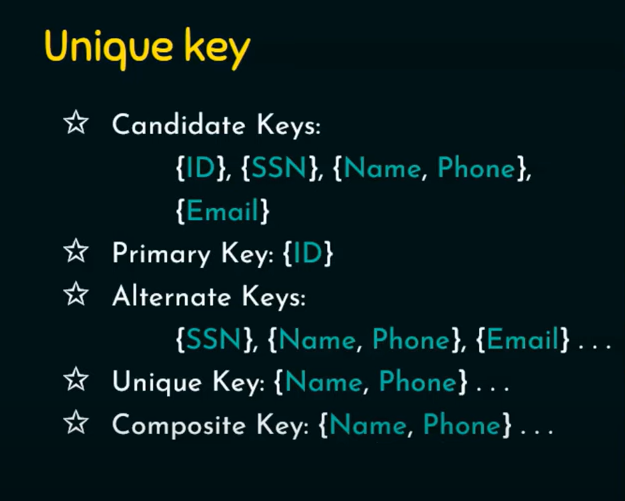 Unique key
☆ Candidate Keys:
{ID}, {SSN}, {Name, Phone},
{Email}
☆ Primary Key: {ID}
☆ Alternate Keys:
{SSN}, {Name, Phone}, {Email} . . .
☆ Unique Key: {Name, Phone} . . .
☆ Composite Key: {Name, Phone} . . .